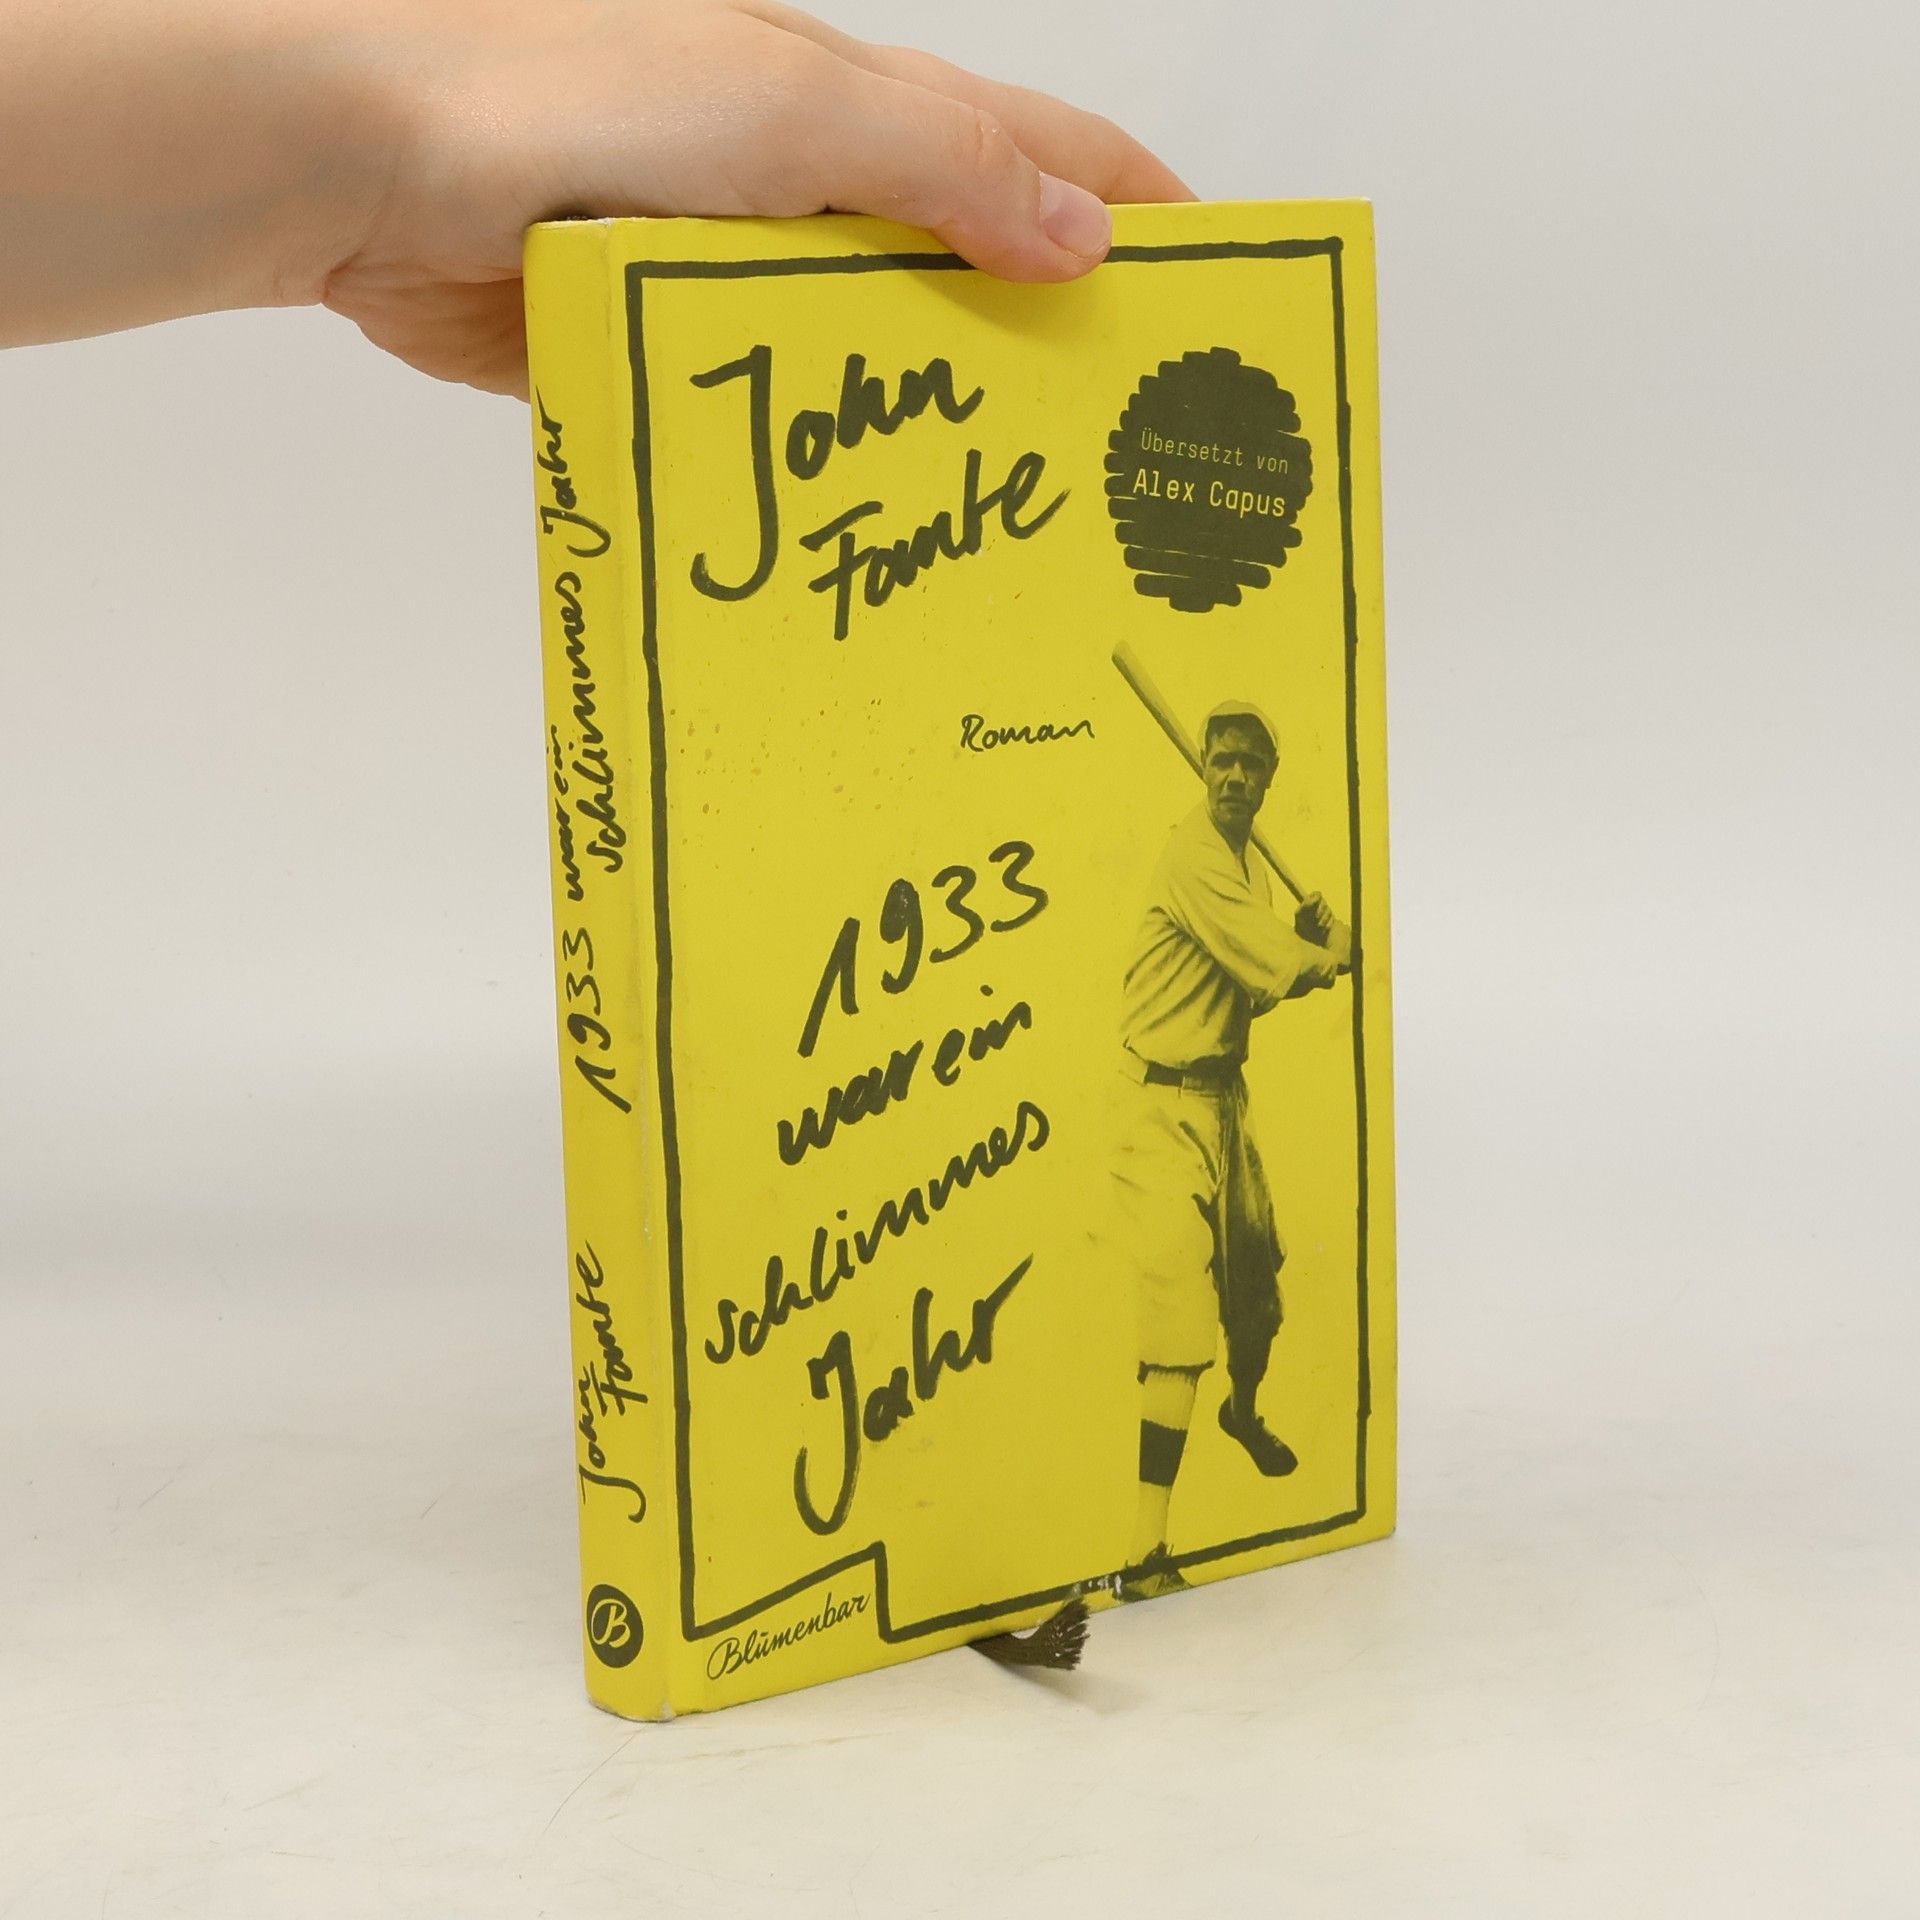 John
Fante
Übersetzt von
Alex Capus
Roman
1933
war ein
schlimmes
Jahr
Blumenbar
John
Fante
1933 war ein
schlimmes Jahr
B